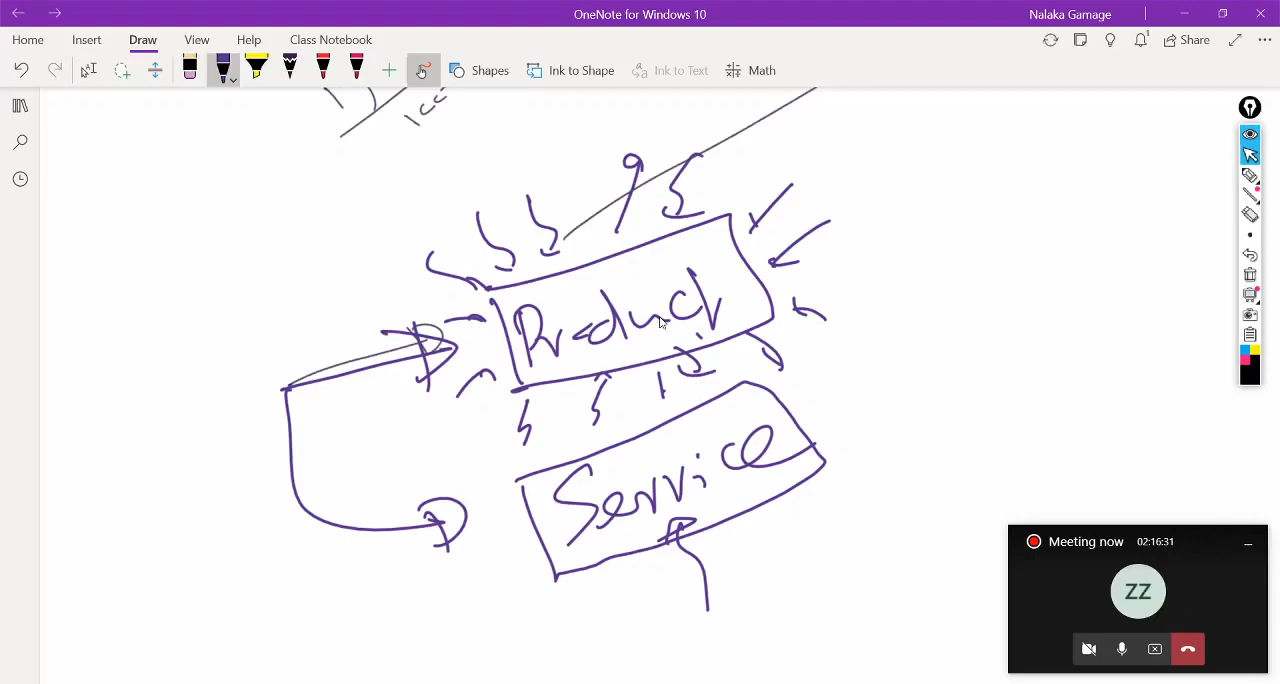 OneNote for Windows 10
Nalaka Gamage
Home Insert Draw View Help Class Notebook
Share
Shapes Ink to Shape Ink to Text Math
Product
Service
Meeting now 02:16:31
ZZ